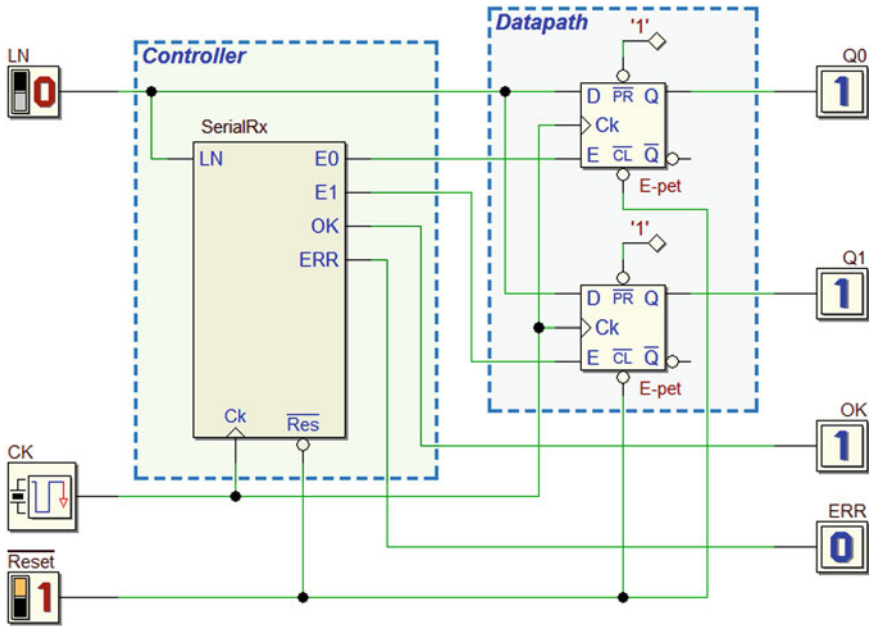 Controller
Datapath
LN
0
SerialRx
LN
E0
E1
OK
ERR
Ck
Res
'1'
D PR Q
Ck
E CL Q
E-pet
'1'
D PR Q
Ck
E CL Q
E-pet
Q0
1
Q1
1
OK
1
ERR
0
CK
Reset
1